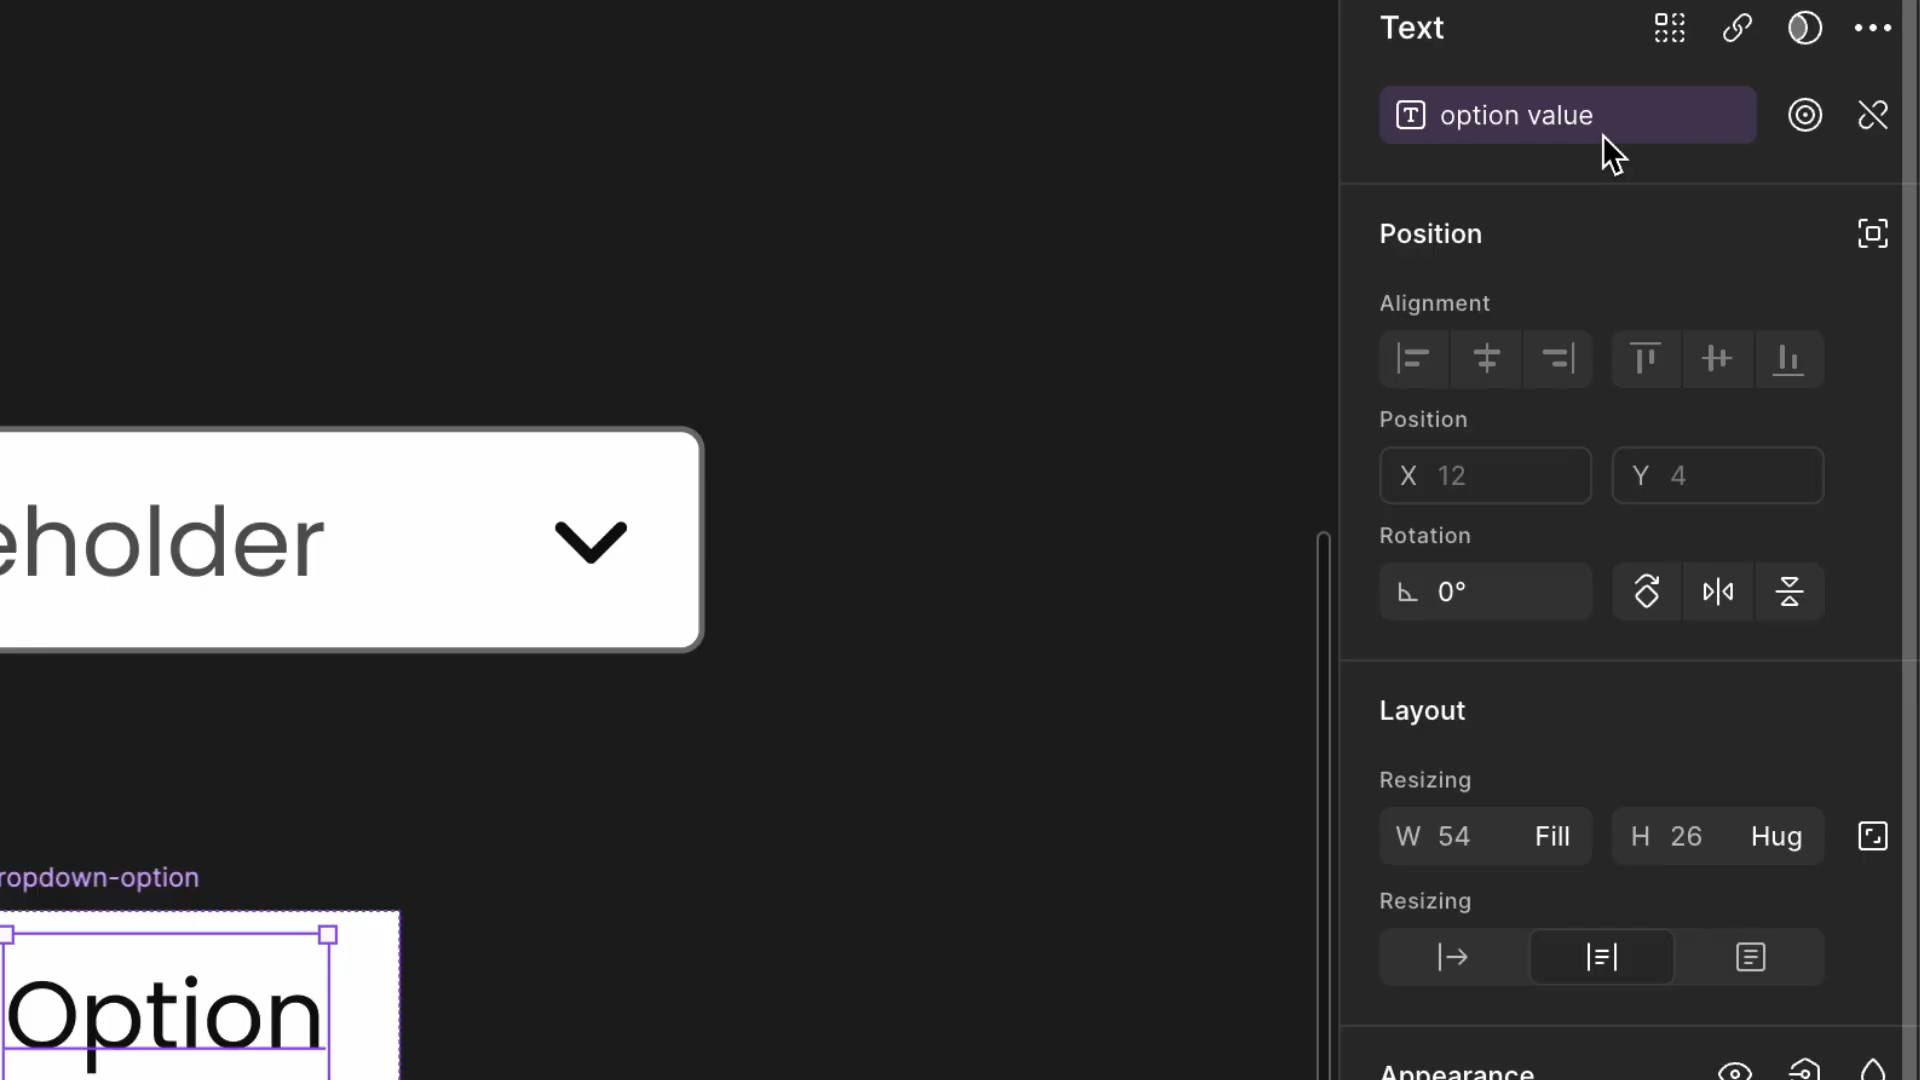 Text
T option value
Position
Alignment
Position
X 12 Y 4
Rotation
0°
Layout
Resizing
W 54 Fill H 26 Hug
Resizing
Appearance
eholder
ropdown-option
Option